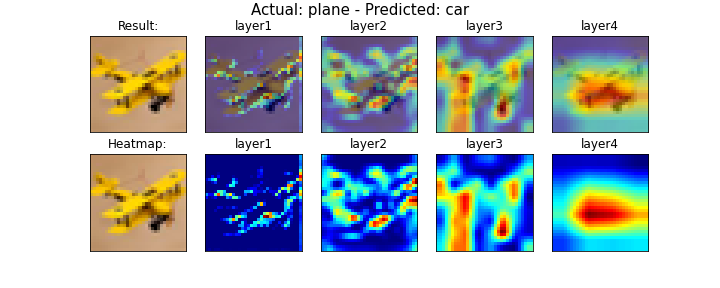 Actual: plane - Predicted: car
Result: layer1 layer2 layer3 layer4
Heatmap: layer1 layer2 layer3 layer4